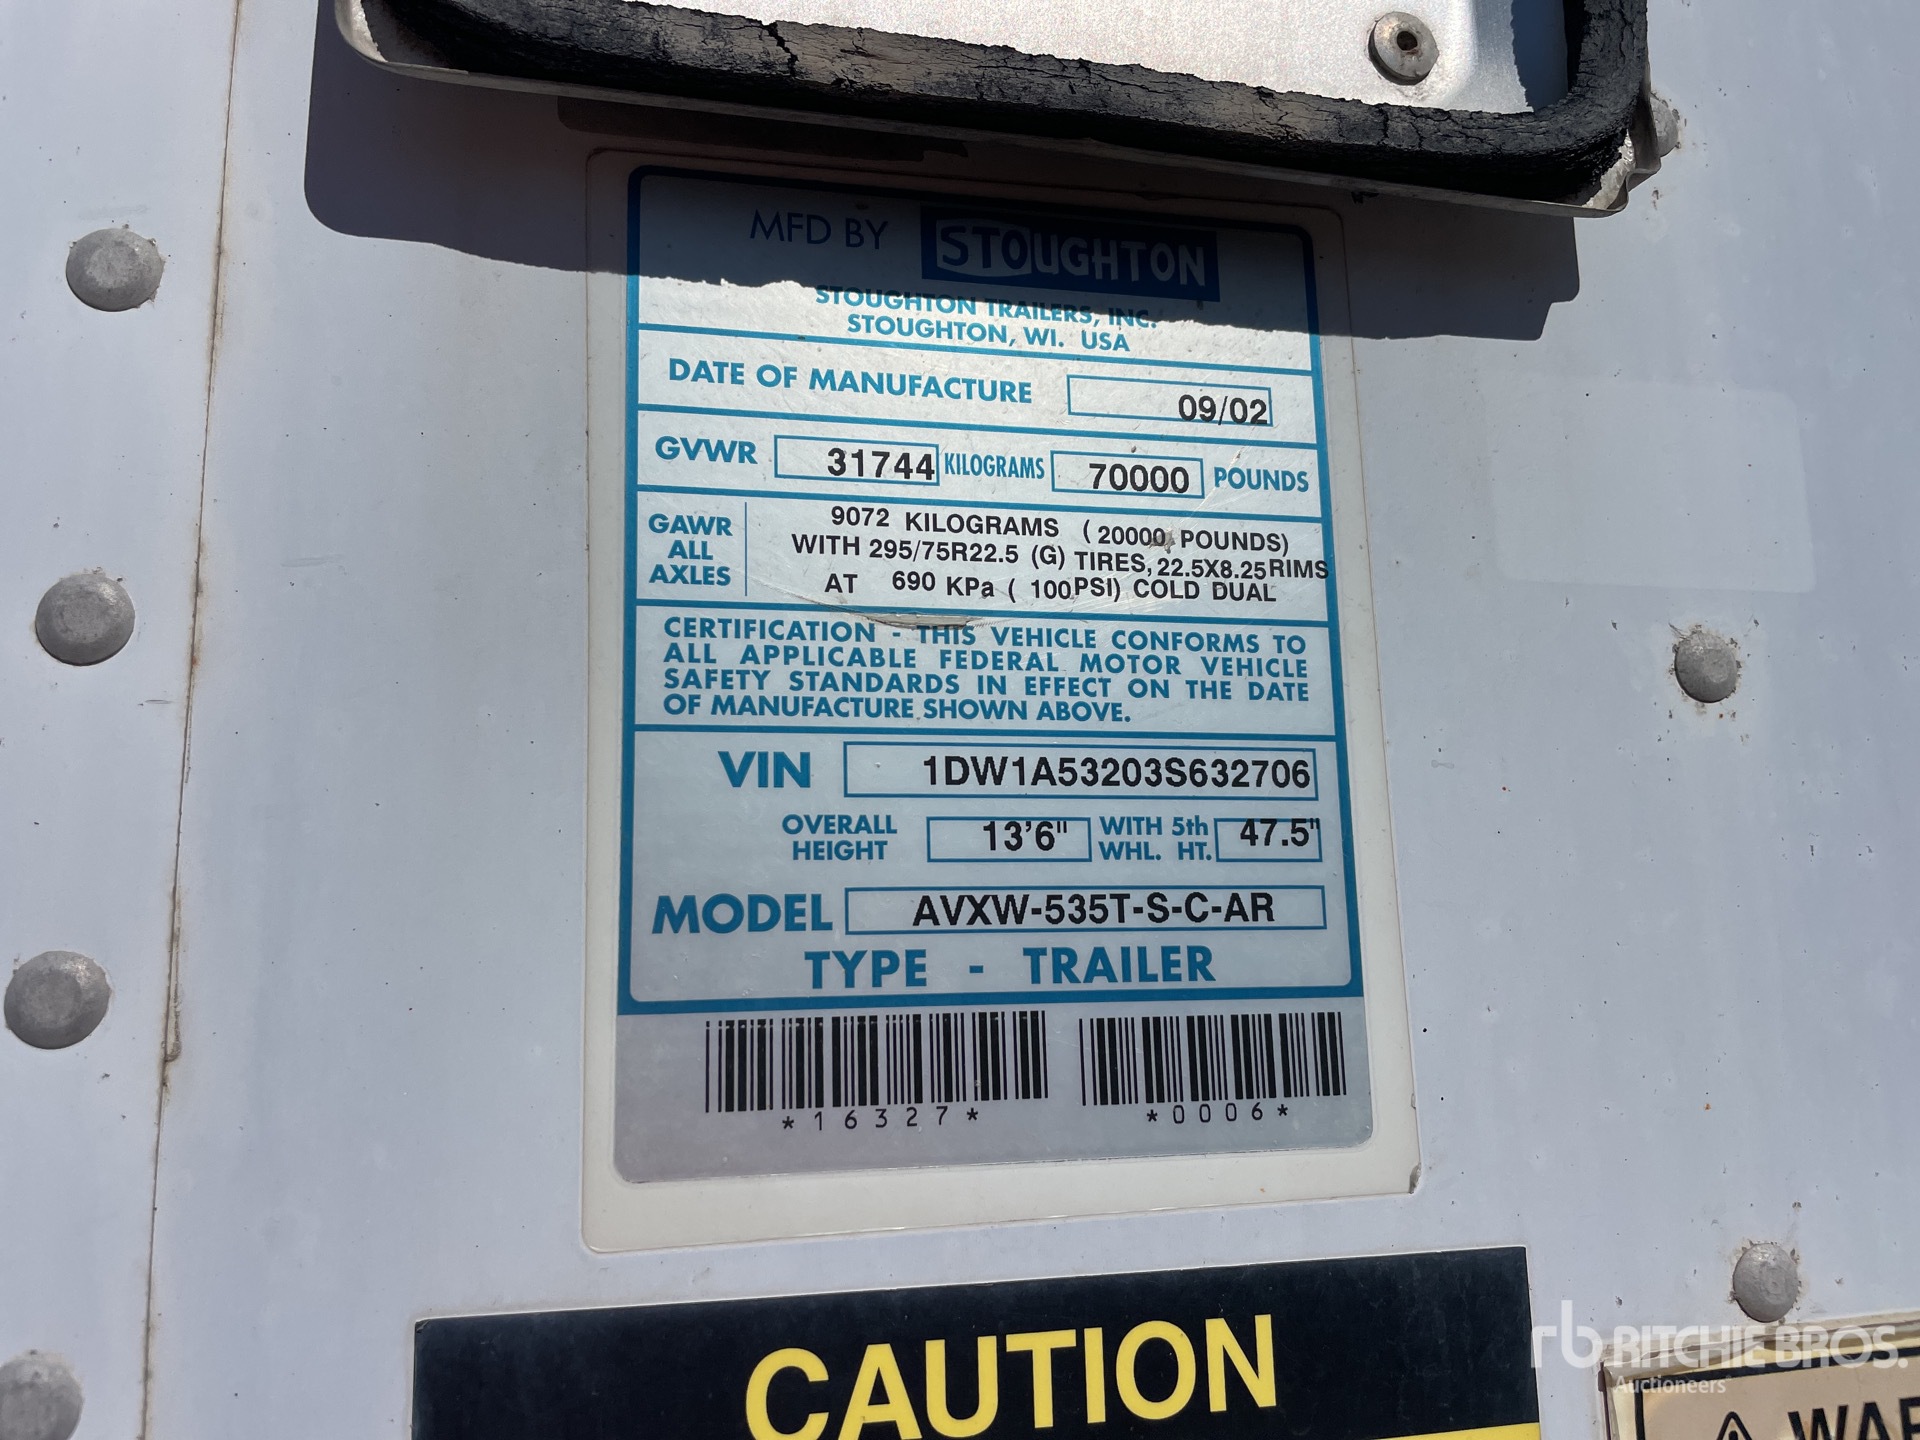 MFD BY STOUGHTON
STOUGHTON TRAILERS, INC.
STOUGHTON, WI. USA
DATE OF MANUFACTURE 09/02
GVWR 31744 KILOGRAMS 70000 POUNDS
GAWR ALL AXLES
9072 KILOGRAMS (20000 POUNDS)
WITH 295/75R22.5 (G) TIRES, 22.5X8.25 RIMS
AT 690 KPa (100 PSI) COLD DUAL
CERTIFICATION - THIS VEHICLE CONFORMS TO
ALL APPLICABLE FEDERAL MOTOR VEHICLE
SAFETY STANDARDS IN EFFECT ON THE DATE
OF MANUFACTURE SHOWN ABOVE.
VIN 1DW1A53203S632706
OVERALL HEIGHT 13'6" WITH 5th WHL. HT. 47.5"
MODEL AVXW-535T-S-C-AR
TYPE - TRAILER
*16327* *0006*
CAUTION
rb RITCHIE BROS.
Auctioneers